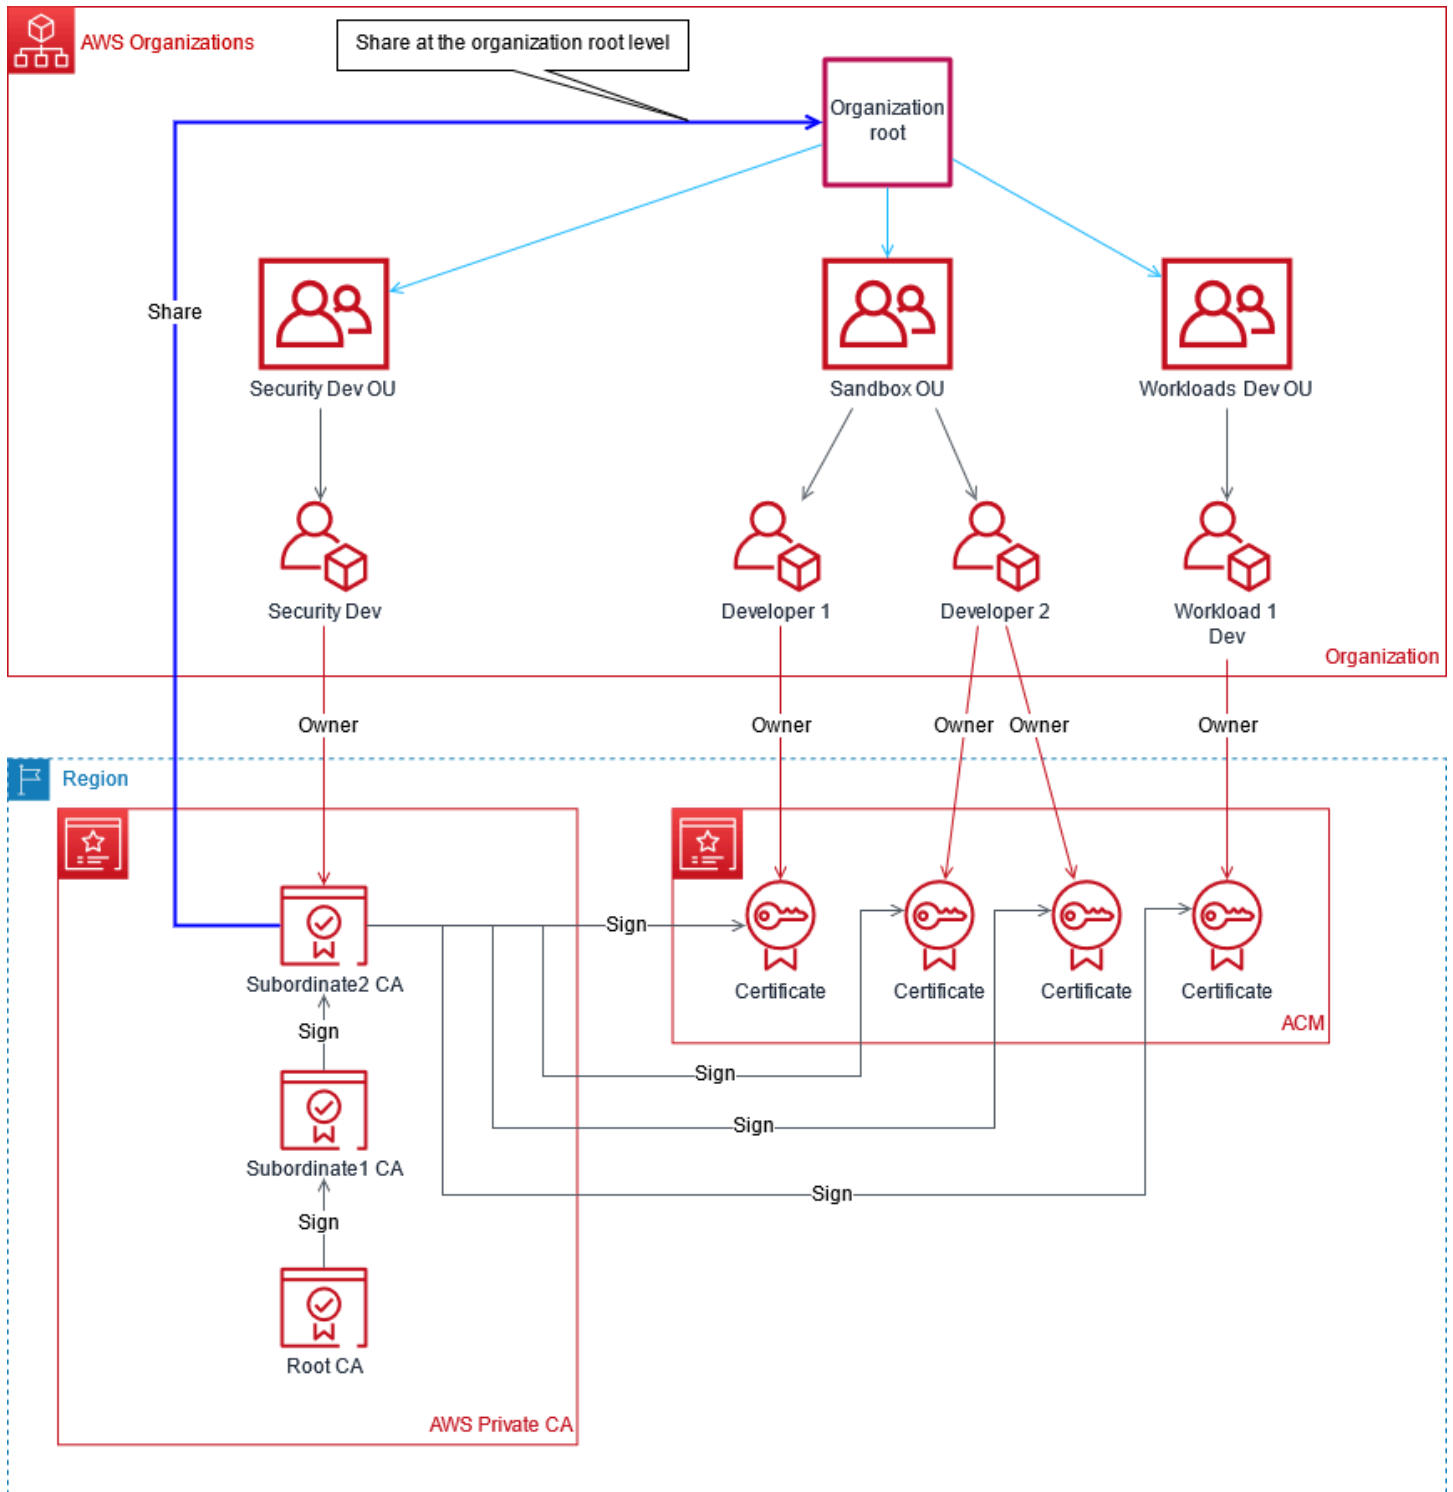 AWS Organizations
Share at the organization root level
Organization
root
Share
Security Dev OU
Sandbox OU
Workloads Dev OU
Security Dev
Developer 1
Developer 2
Workload 1
Dev
Organization
Owner
Owner
Owner
Owner
Owner
Region
Sign
Subordinate2 CA
Certificate
Certificate
Certificate
Certificate
ACM
Sign
Sign
Sign
Subordinate1 CA
Sign
Sign
Root CA
AWS Private CA